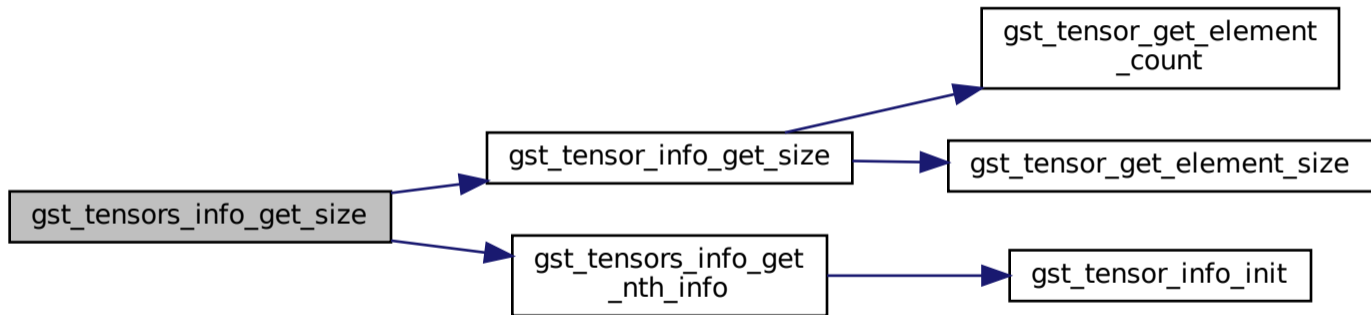 gst_tensor_get_element
_count
gst_tensor_info_get_size
gst_tensor_get_element_size
gst_tensors_info_get_size
gst_tensors_info_get
_nth_info
gst_tensor_info_init